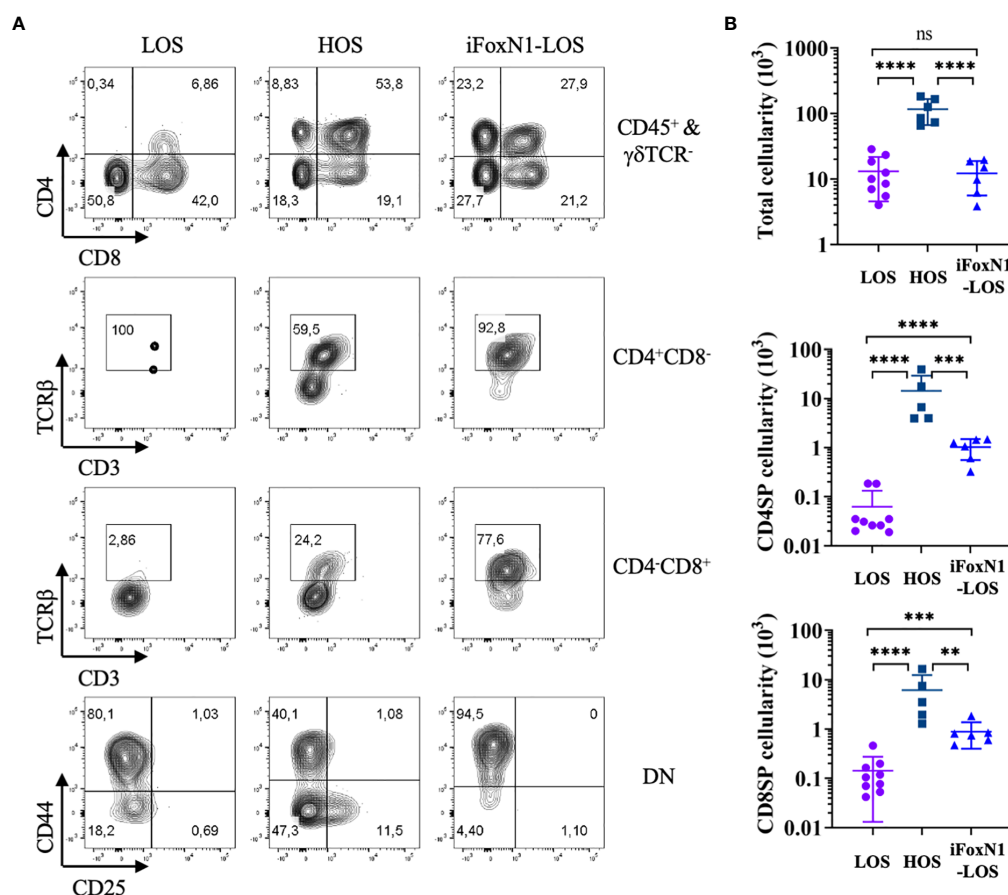 A
LOS HOS iFoxN1-LOS
0,34 6,86
50,8 42,0
8,83 53,8
18,3 19,1
23,2 27,9
27,7 21,2
CD45+ &
γδTCR-
CD4
CD8
100
59,5
92,8
CD4+CD8-
TCRβ
CD3
2,86
24,2
77,6
CD4-CD8+
TCRβ
CD3
80,1 1,03
18,2 0,69
40,1 1,08
47,3 11,5
94,5 0
4,40 1,10
DN
CD44
CD25
B
Total cellularity (10³)
1000
100
10
1
ns
**** ****
LOS HOS iFoxN1
-LOS
CD4SP cellularity (10³)
100
10
1
0.1
0.01
****
**** ***
LOS HOS iFoxN1
-LOS
CD8SP cellularity (10³)
100
10
1
0.1
0.01
***
**** **
LOS HOS iFoxN1
-LOS